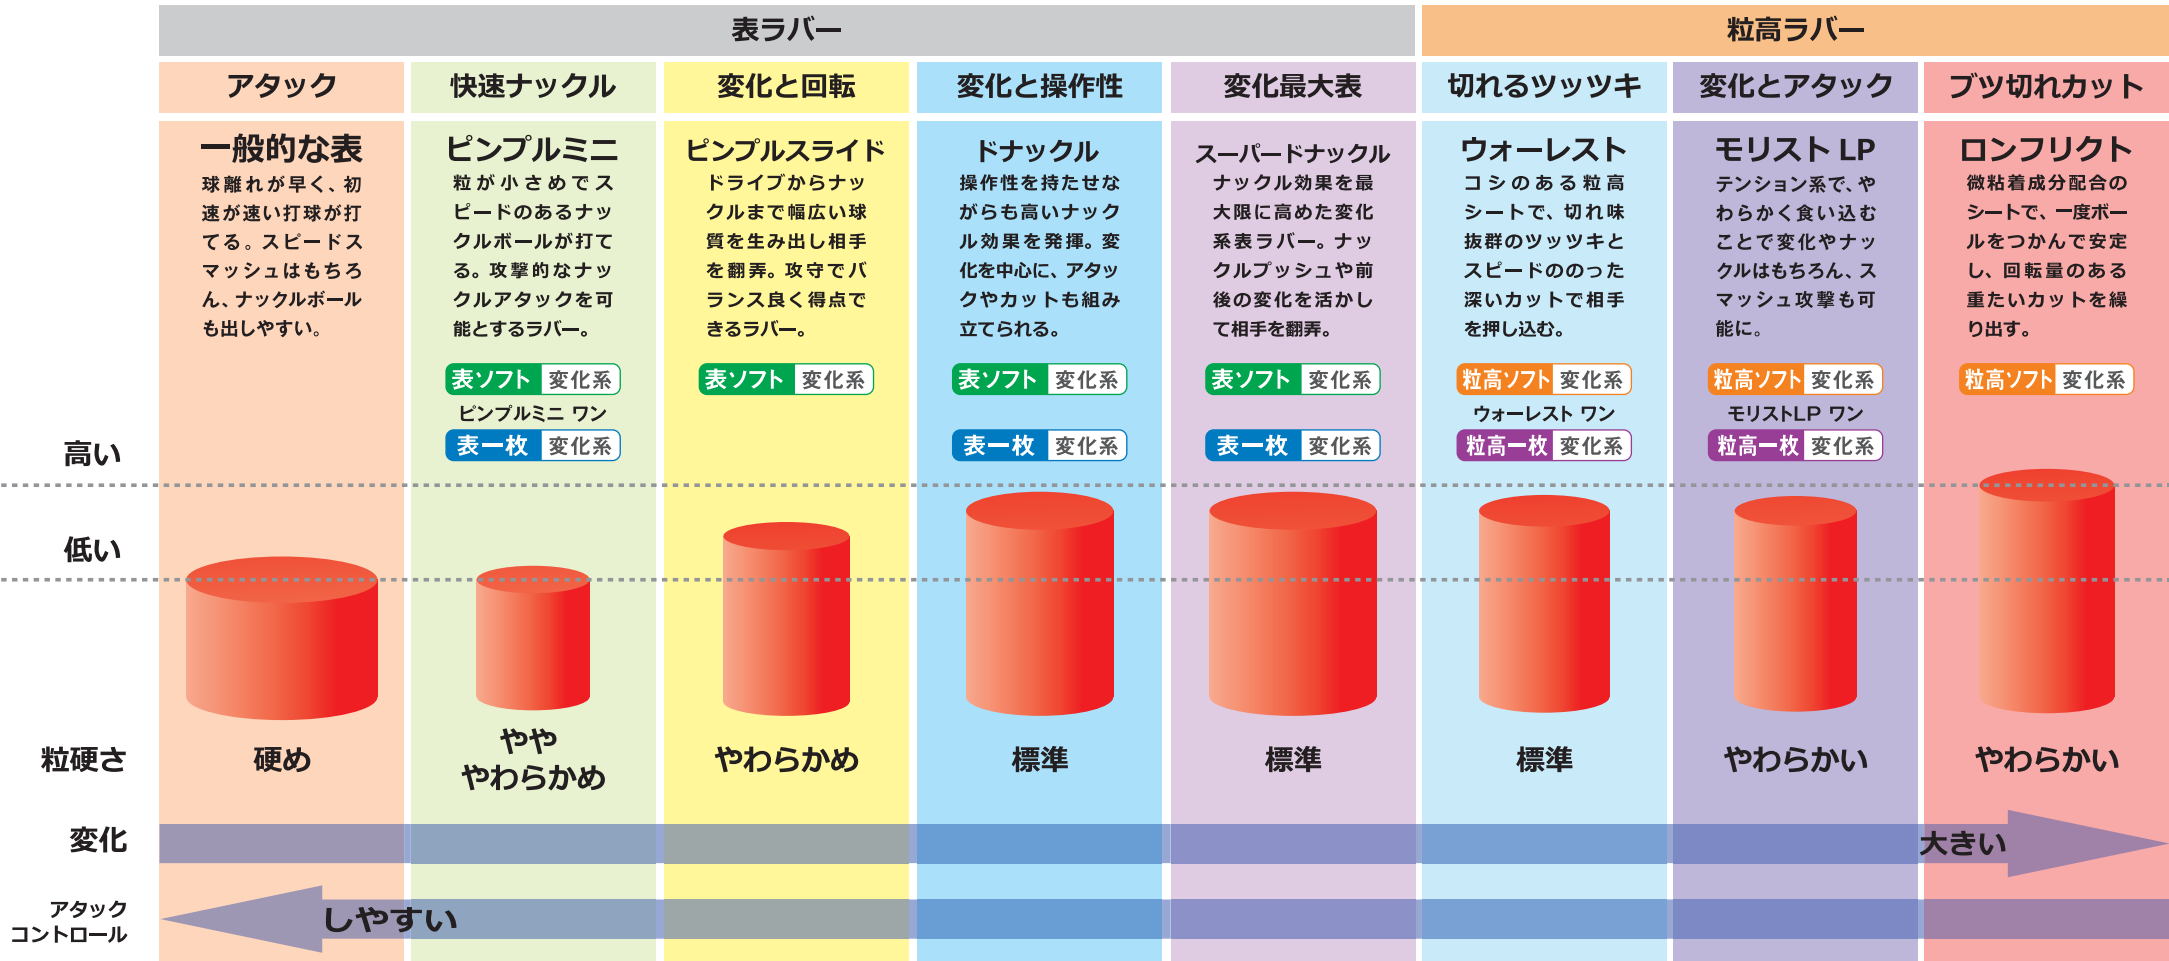 表ラバー
粒高ラバー
アタック
快速ナックル
変化と回転
変化と操作性
変化最大表
切れるツッツキ
変化とアタック
ブツ切れカット
一般的な表
球離れが早く、初
速が速い打球が打
てる。スピードス
マッシュはもちろ
ん、ナックルボール
も出しやすい。
ピンプルミニ
粒が小さめでス
ピードのあるナッ
クルボールが打て
る。攻撃的なナッ
クルアタックを可
能とするラバー。
表ソフト 変化系
ピンプルミニ ワン
表一枚 変化系
ピンプルスライド
ドライブからナッ
クルまで幅広い球
質を生み出し相手
を翻弄。攻守でバ
ランス良く得点で
きるラバー。
表ソフト 変化系
ドナックル
操作性を持たせな
がらも高いナック
ル効果を発揮。変
化を中心に、アタッ
クやカットも組み
立てられる。
表ソフト 変化系
表一枚 変化系
スーパードナックル
ナックル効果を最
大限に高めた変化
系表ラバー。ナッ
クルプッシュや前
後の変化を活かし
て相手を翻弄。
表ソフト 変化系
表一枚 変化系
ウォーレスト
コシのある粒高
シートで、切れ味
抜群のツッツキと
スピードののった
深いカットで相手
を押し込む。
粒高ソフト 変化系
ウォーレスト ワン
粒高一枚 変化系
モリスト LP
テンション系で、や
わらかく食い込む
ことで変化やナッ
クルはもちろん、ス
マッシュ攻撃も可
能に。
粒高ソフト 変化系
モリストLP ワン
粒高一枚 変化系
ロンフリクト
微粘着成分配合の
シートで、一度ボー
ルをつかんで安定
し、回転量のある
重たいカットを繰
り出す。
粒高ソフト 変化系
高い
低い
粒硬さ
硬め
やや
やわらかめ
やわらかめ
標準
標準
標準
やわらかい
やわらかい
変化
大きい
アタック
コントロール
しやすい